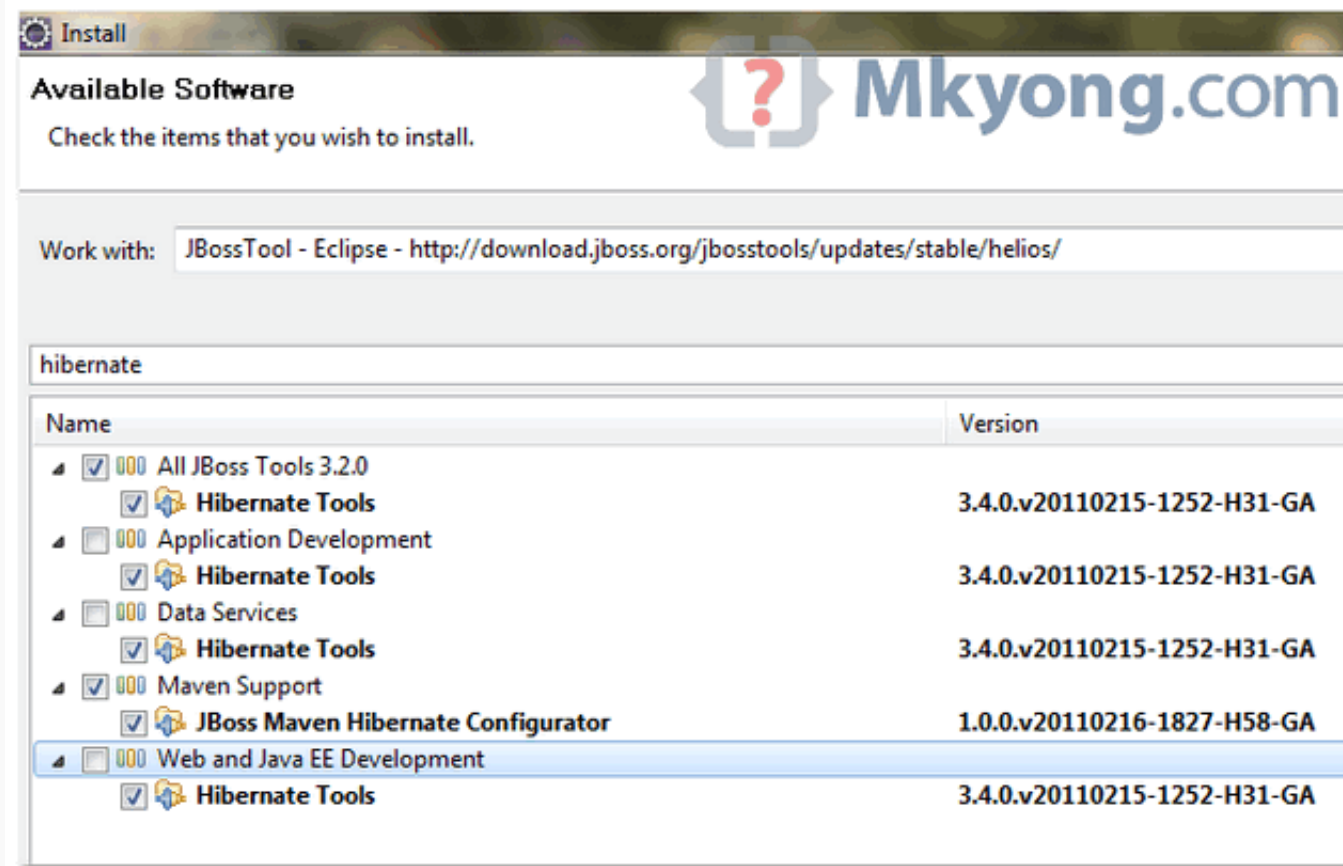 Install
Mkyong.com
Available Software
Check the items that you wish to install.
Work with: JBossTool - Eclipse - http://download.jboss.org/jbosstools/updates/stable/helios/
hibernate
Name Version
All JBoss Tools 3.2.0
Hibernate Tools 3.4.0.v20110215-1252-H31-GA
Application Development
Hibernate Tools 3.4.0.v20110215-1252-H31-GA
Data Services
Hibernate Tools 3.4.0.v20110215-1252-H31-GA
Maven Support
JBoss Maven Hibernate Configurator 1.0.0.v20110216-1827-H58-GA
Web and Java EE Development
Hibernate Tools 3.4.0.v20110215-1252-H31-GA